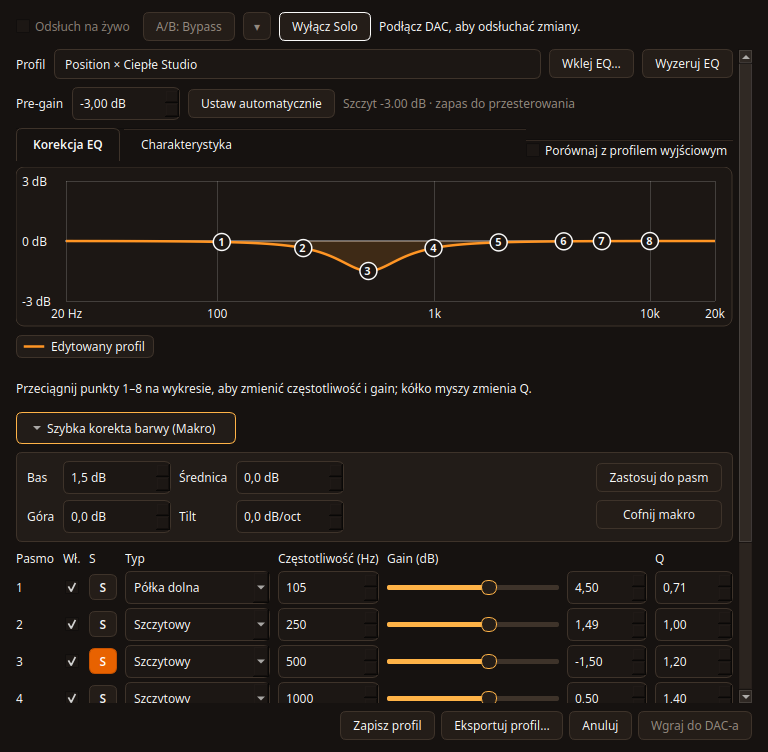 Odsłuch na żywo A/B: Bypass ▾ Wyłącz Solo Podłącz DAC, aby odsłuchać zmiany.
Profil Position × Ciepłe Studio Wklej EQ... Wyzeruj EQ
Pre-gain -3,00 dB Ustaw automatycznie Szczyt -3.00 dB · zapas do przesterowania
Korekcja EQ Charakterystyka Porównaj z profilem wyjściowym
3 dB
0 dB 1 2 3 4 5 6 7 8
-3 dB
20 Hz 100 1k 10k 20k
Edytowany profil
Przeciągnij punkty 1–8 na wykresie, aby zmienić częstotliwość i gain; kółko myszy zmienia Q.
Szybka korekta barwy (Makro)
Bas 1,5 dB Średnica 0,0 dB Zastosuj do pasm
Góra 0,0 dB Tilt 0,0 dB/oct Cofnij makro
Pasmo Wł. S Typ Częstotliwość (Hz) Gain (dB) Q
1 ✓ S Półka dolna 105 4,50 0,71
2 ✓ S Szczytowy 250 1,49 1,00
3 ✓ S Szczytowy 500 -1,50 1,20
4 ✓ S Szczytowy 1000 0,50 1,40
Zapisz profil Eksportuj profil... Anuluj Wgraj do DAC-a